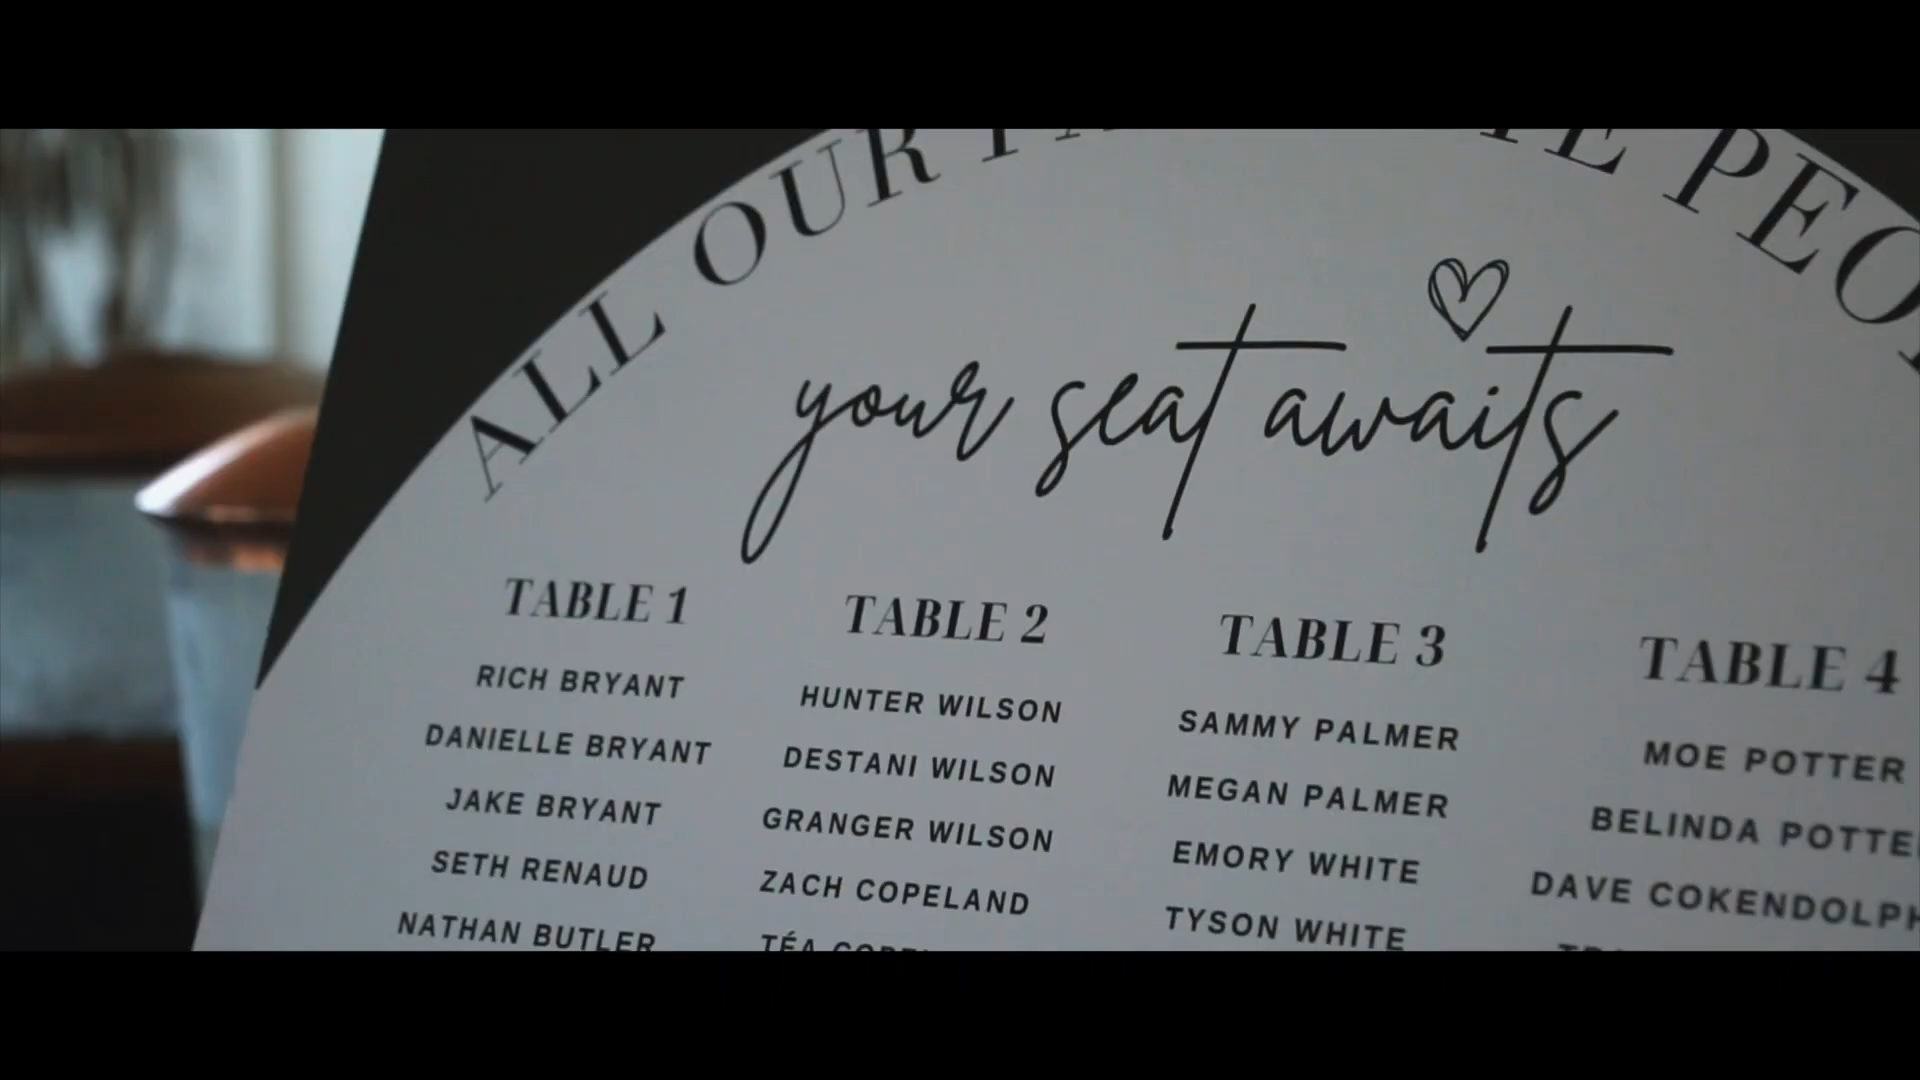 ALL OUR PEO
your seat awaits
TABLE 1
RICH BRYANT
DANIELLE BRYANT
JAKE BRYANT
SETH RENAUD
NATHAN BUTLER
TABLE 2
HUNTER WILSON
DESTANI WILSON
GRANGER WILSON
ZACH COPELAND
TÉA
TABLE 3
SAMMY PALMER
MEGAN PALMER
EMORY WHITE
TYSON WHITE
TABLE 4
MOE POTTER
BELINDA POTTE
DAVE COKENDOLPH